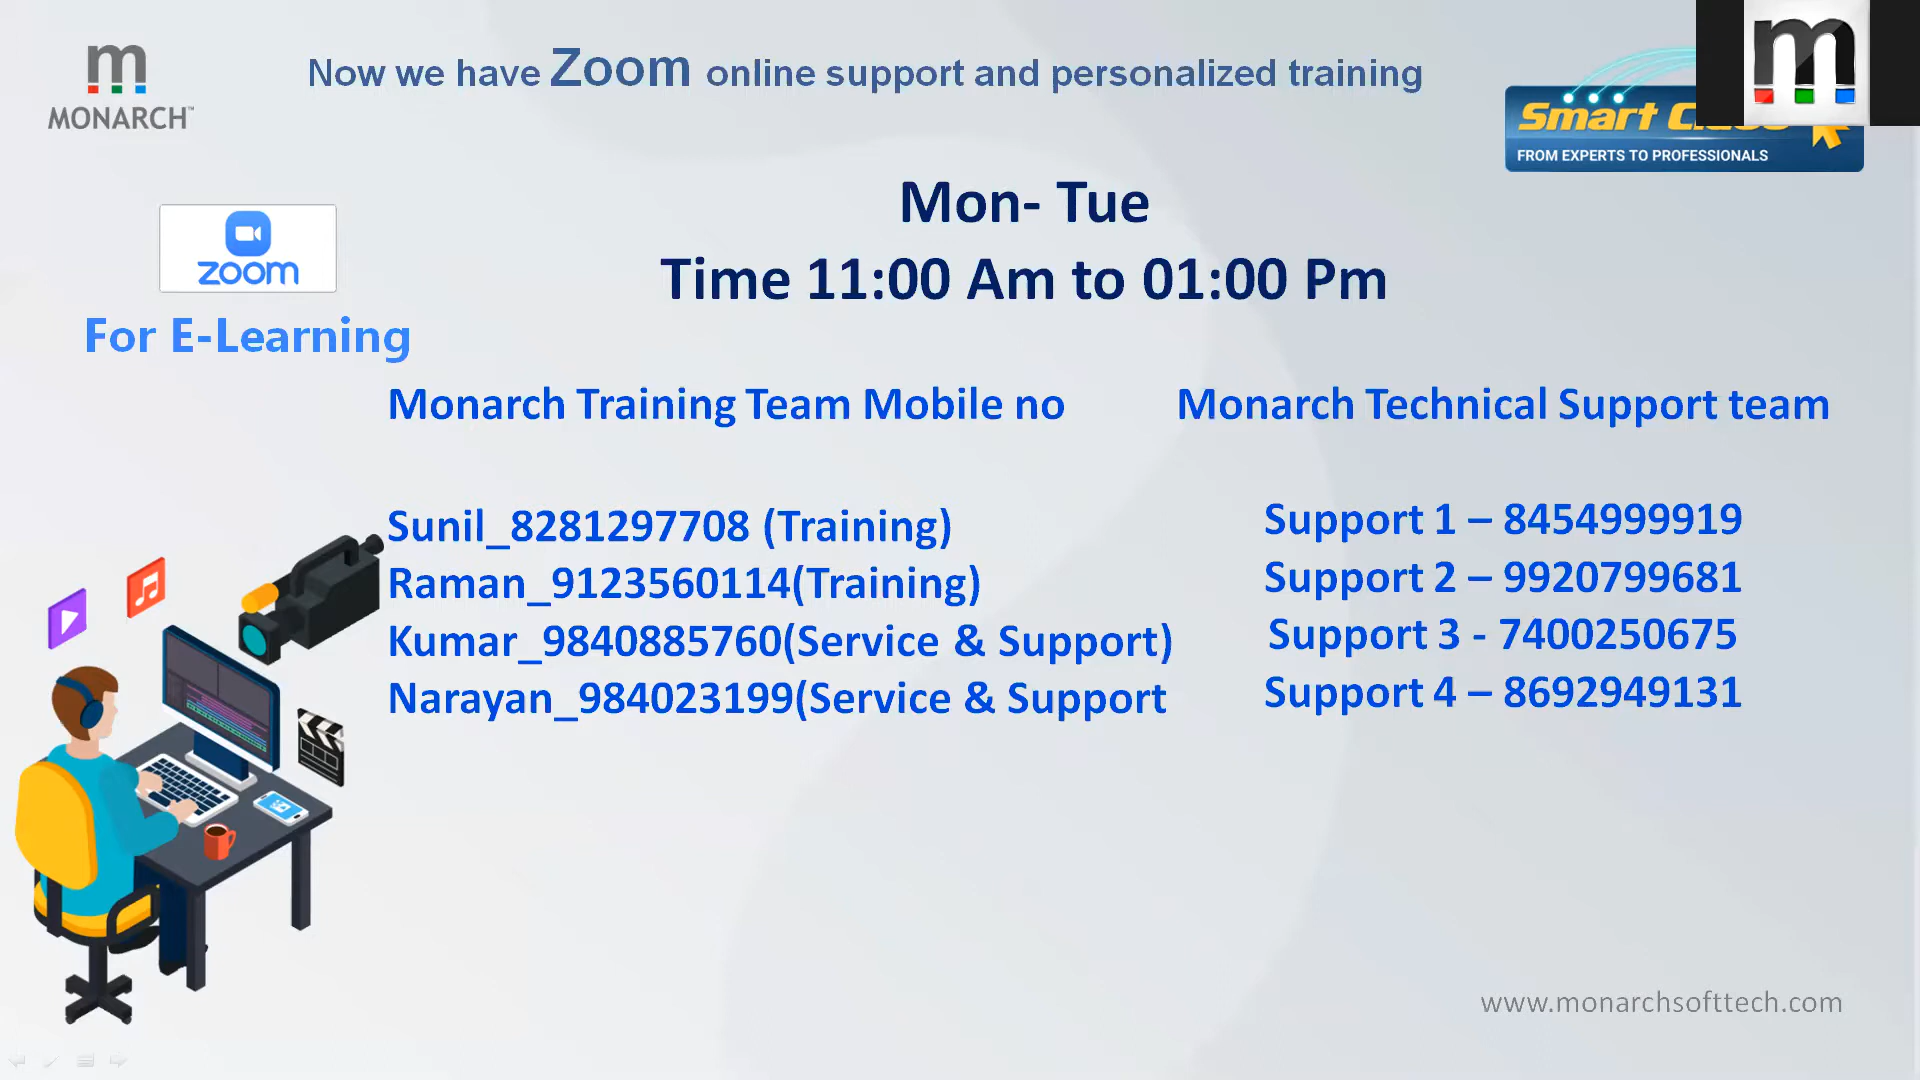 MONARCH™
Now we have Zoom online support and personalized training
m
Smart Class
FROM EXPERTS TO PROFESSIONALS
Mon- Tue
Time 11:00 Am to 01:00 Pm
zoom
For E-Learning
Monarch Training Team Mobile no
Sunil_8281297708 (Training)
Raman_9123560114(Training)
Kumar_9840885760(Service & Support)
Narayan_984023199(Service & Support
Monarch Technical Support team
Support 1 – 8454999919
Support 2 – 9920799681
Support 3 - 7400250675
Support 4 – 8692949131
www.monarchsofttech.com